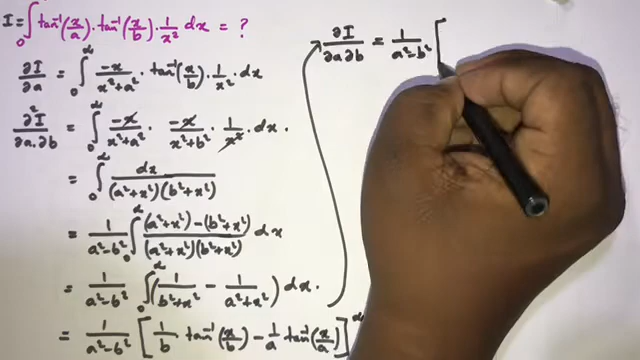 I = ∫₀^∝ tan⁻¹(x/a) · tan⁻¹(x/b) · 1/x² dx = ?
∂I/∂a = ∫₀^∝ -x/(x²+a²) · tan⁻¹(x/b) · 1/x² · dx
∂²I/∂a.∂b = ∫₀^∝ -x/(x²+a²) · -x/(x²+b²) · 1/x² · dx.
= ∫₀^∝ dx/((a²+x²)(b²+x²))
= 1/(a²-b²) ∫₀^∝ ((a²+x²)-(b²+x²))/((a²+x²)(b²+x²)) dx
= 1/(a²-b²) ∫₀^∝ (1/(b²+x²) - 1/(a²+x²)) dx.
= 1/(a²-b²) [1/b tan⁻¹(x/b) - 1/a tan⁻¹(x/a)]^∝
∂I/∂a∂b = 1/(a²-b²) [